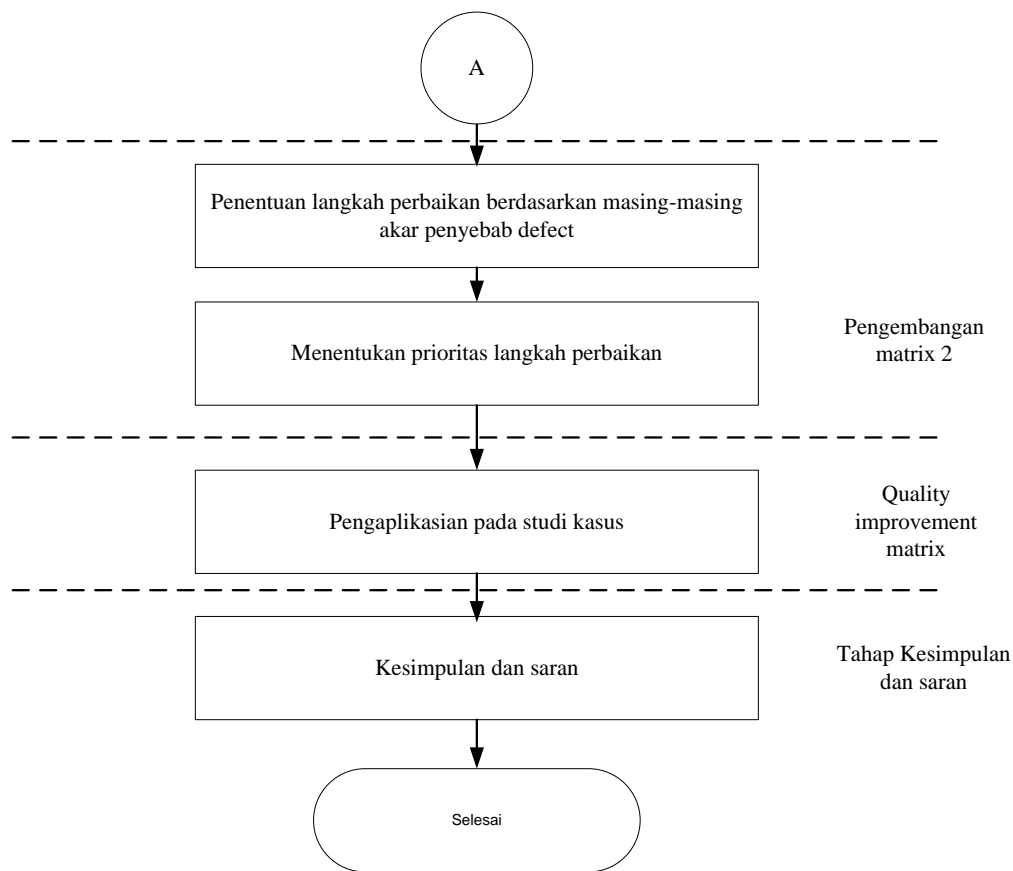 A
Penentuan langkah perbaikan berdasarkan masing-masing
akar penyebab defect
Menentukan prioritas langkah perbaikan
Pengembangan
matrix 2
Pengaplikasian pada studi kasus
Quality
improvement
matrix
Kesimpulan dan saran
Tahap Kesimpulan
dan saran
Selesai